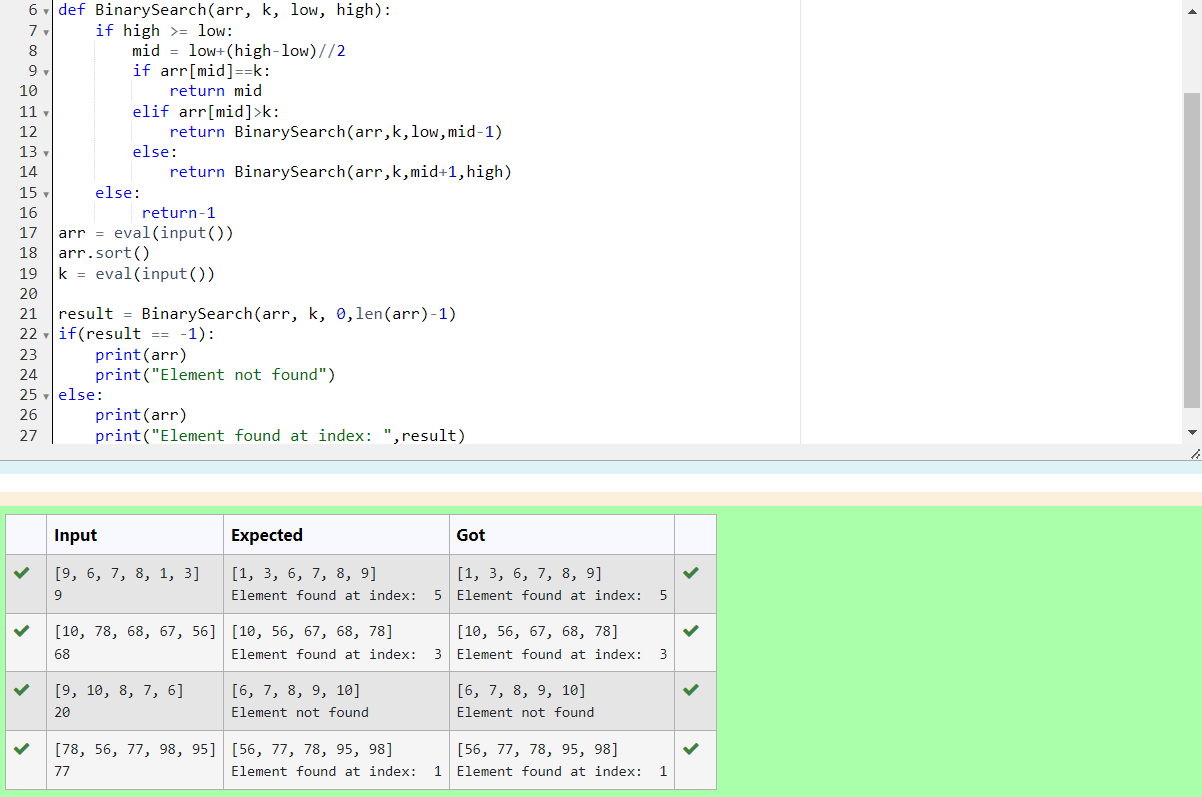 6 def BinarySearch(arr, k, low, high):
7     if high >= low:
8         mid = low+(high-low)//2
9         if arr[mid]==k:
10             return mid
11         elif arr[mid]>k:
12             return BinarySearch(arr,k,low,mid-1)
13         else:
14             return BinarySearch(arr,k,mid+1,high)
15     else:
16          return-1
17 arr = eval(input())
18 arr.sort()
19 k = eval(input())
20
21 result = BinarySearch(arr, k, 0,len(arr)-1)
22 if(result == -1):
23     print(arr)
24     print("Element not found")
25 else:
26     print(arr)
27     print("Element found at index: ",result)
Input Expected Got
[9, 6, 7, 8, 1, 3] [1, 3, 6, 7, 8, 9] [1, 3, 6, 7, 8, 9]
9 Element found at index:  5 Element found at index:  5
[10, 78, 68, 67, 56] [10, 56, 67, 68, 78] [10, 56, 67, 68, 78]
68 Element found at index:  3 Element found at index:  3
[9, 10, 8, 7, 6] [6, 7, 8, 9, 10] [6, 7, 8, 9, 10]
20 Element not found Element not found
[78, 56, 77, 98, 95] [56, 77, 78, 95, 98] [56, 77, 78, 95, 98]
77 Element found at index:  1 Element found at index:  1